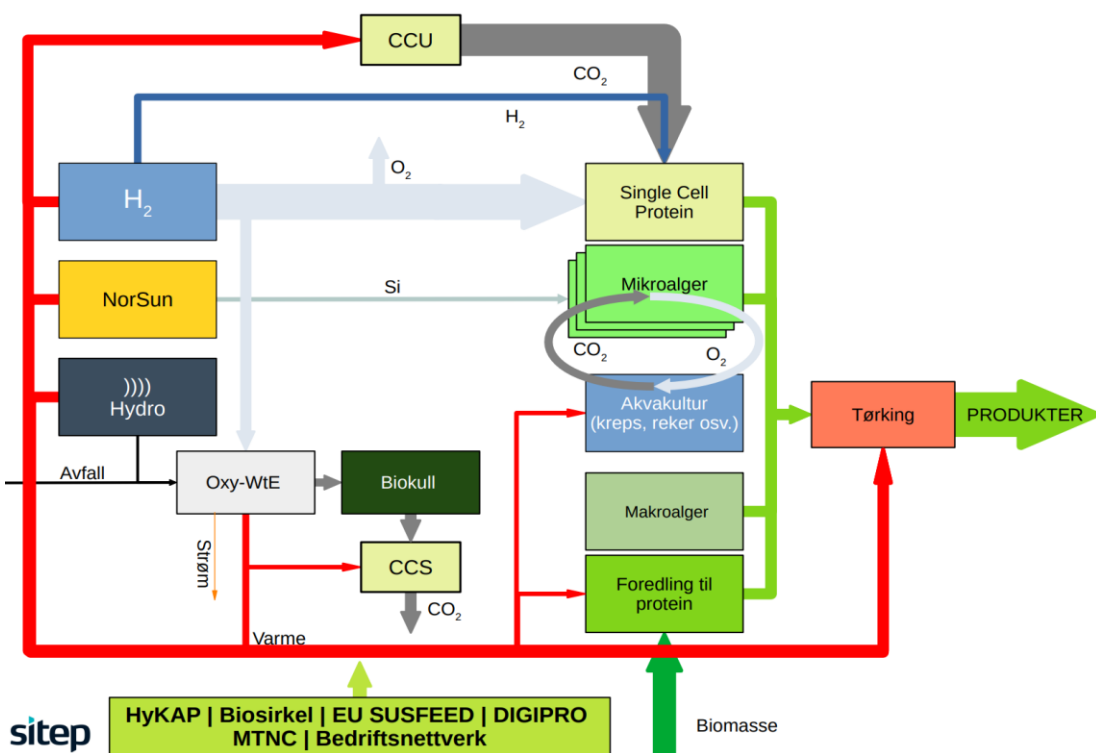 CCU
CO2
H2
H2
O2
Single Cell
Protein
NorSun
Si
Mikroalger
CO2
O2
))))
Hydro
Akvakultur
(kreps, reker osv.)
Tørking
PRODUKTER
Avfall
Oxy-WtE
Biokull
Makroalger
Strøm
CCS
CO2
Foredling til
protein
Varme
HyKAP | Biosirkel | EU SUSFEED | DIGIPRO
MTNC | Bedriftsnettverk
Biomasse
sitep